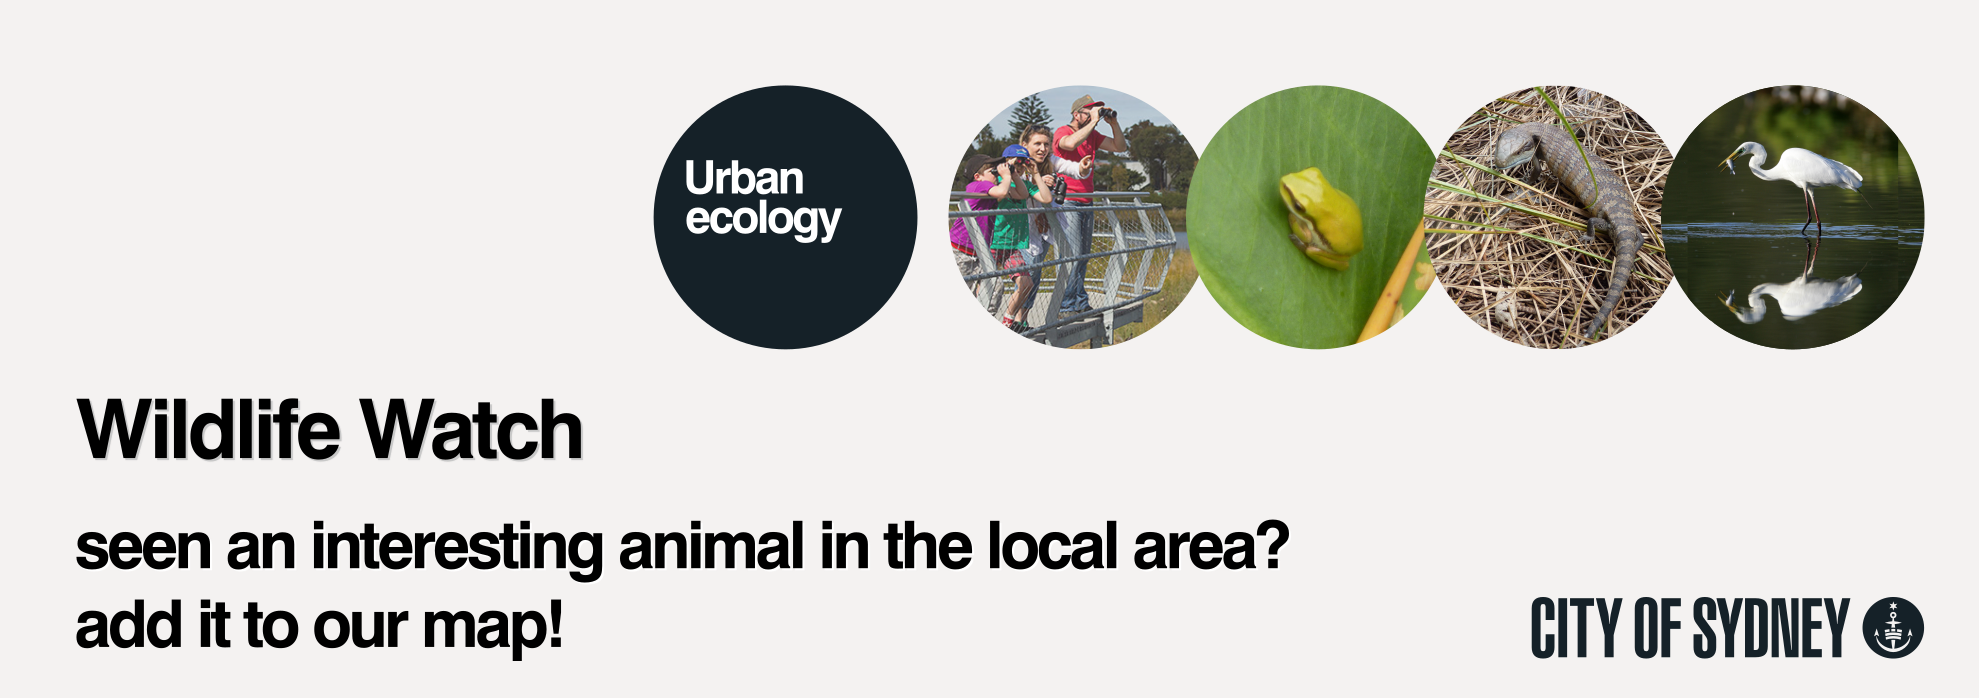 Urban
ecology
Wildlife Watch
seen an interesting animal in the local area?
add it to our map!
CITY OF SYDNEY